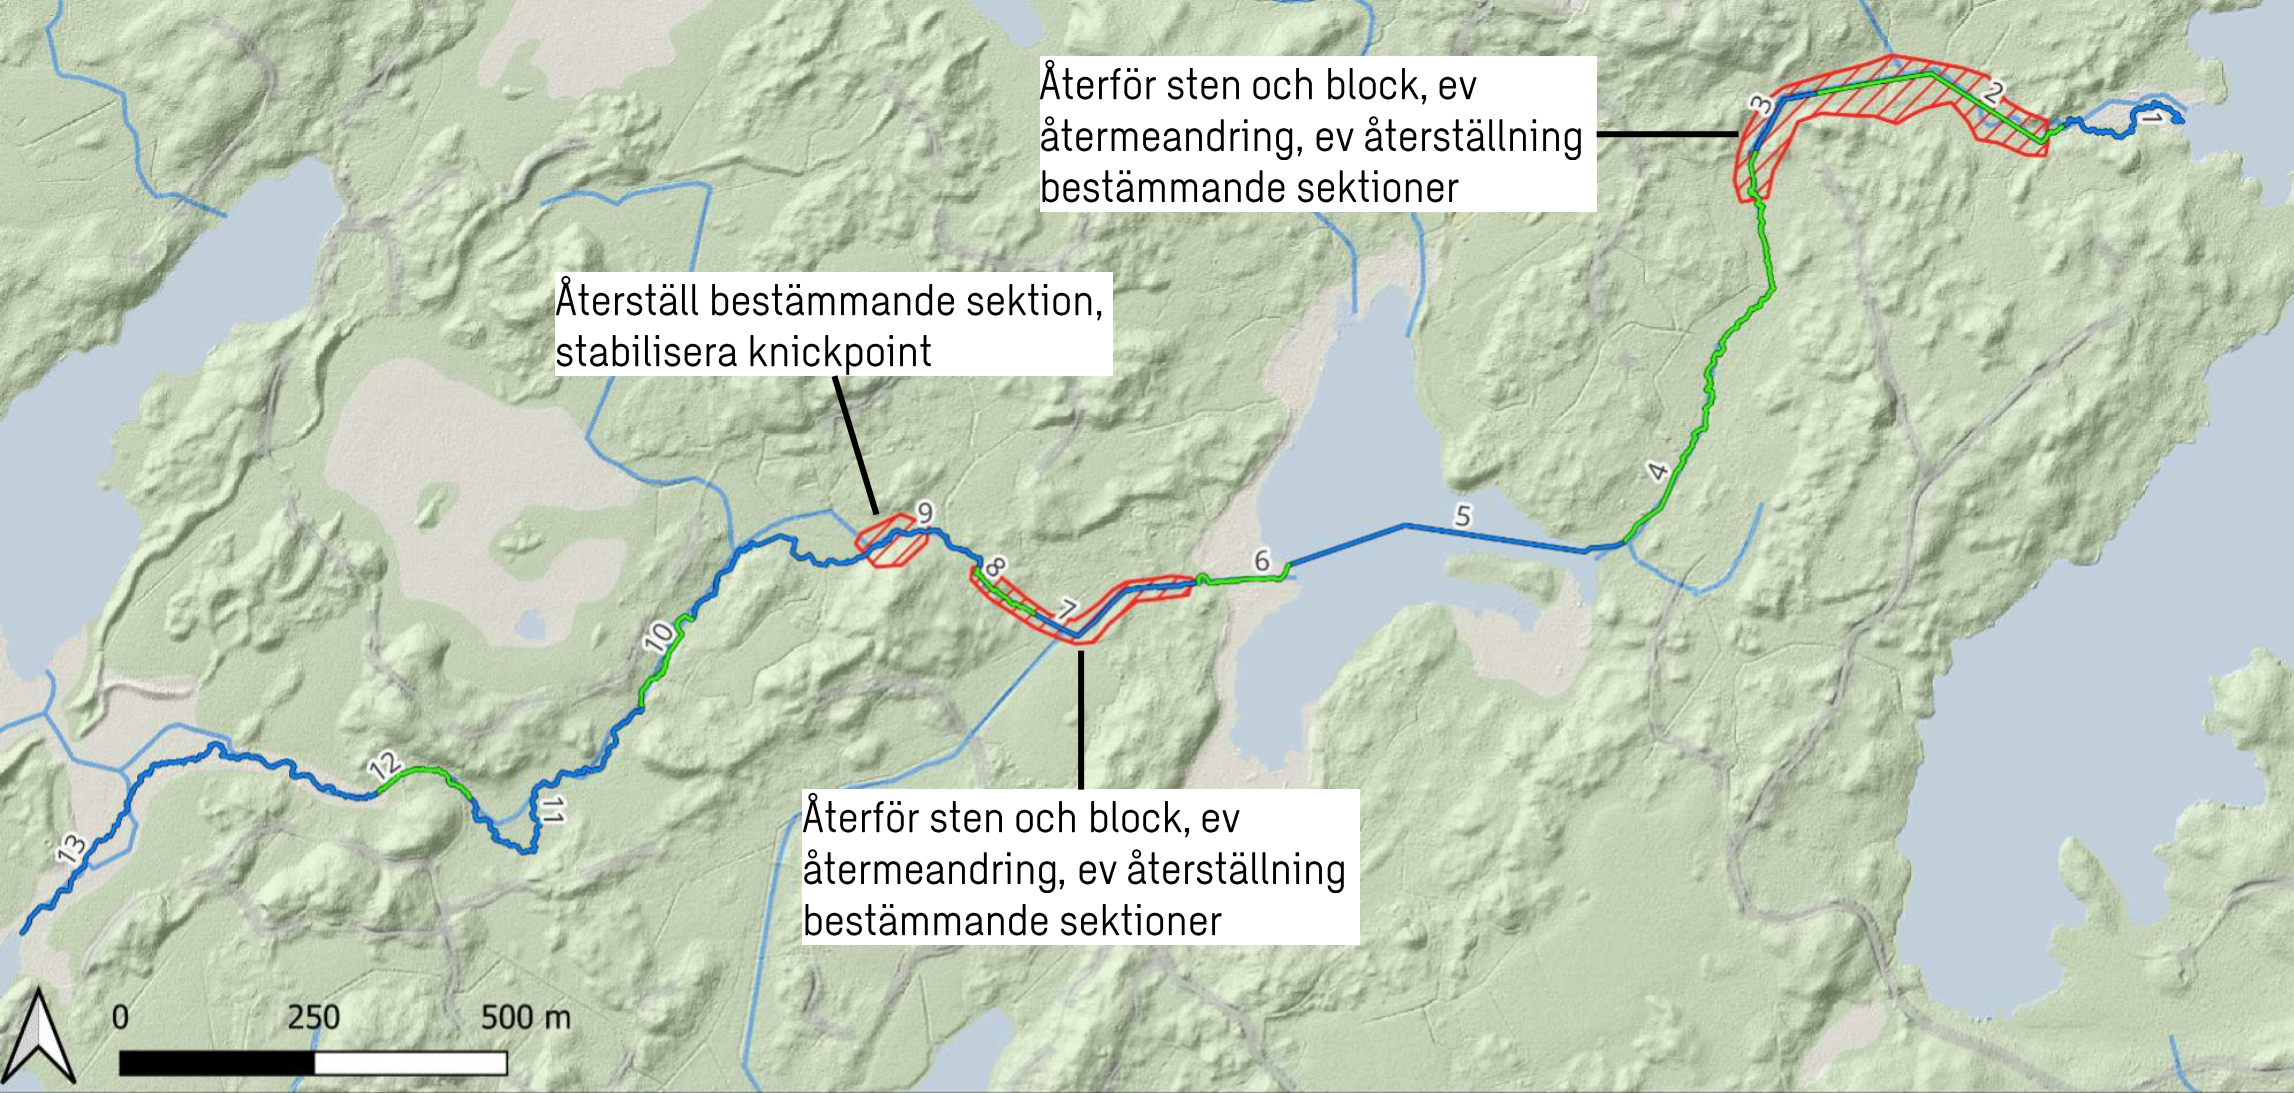 Återför sten och block, ev
återmeandring, ev återställning
bestämmande sektioner
3
2
1
Återställ bestämmande sektion,
stabilisera knickpoint
4
9
5
8
6
7
10
12
11
13
Återför sten och block, ev
återmeandring, ev återställning
bestämmande sektioner
0 250 500 m